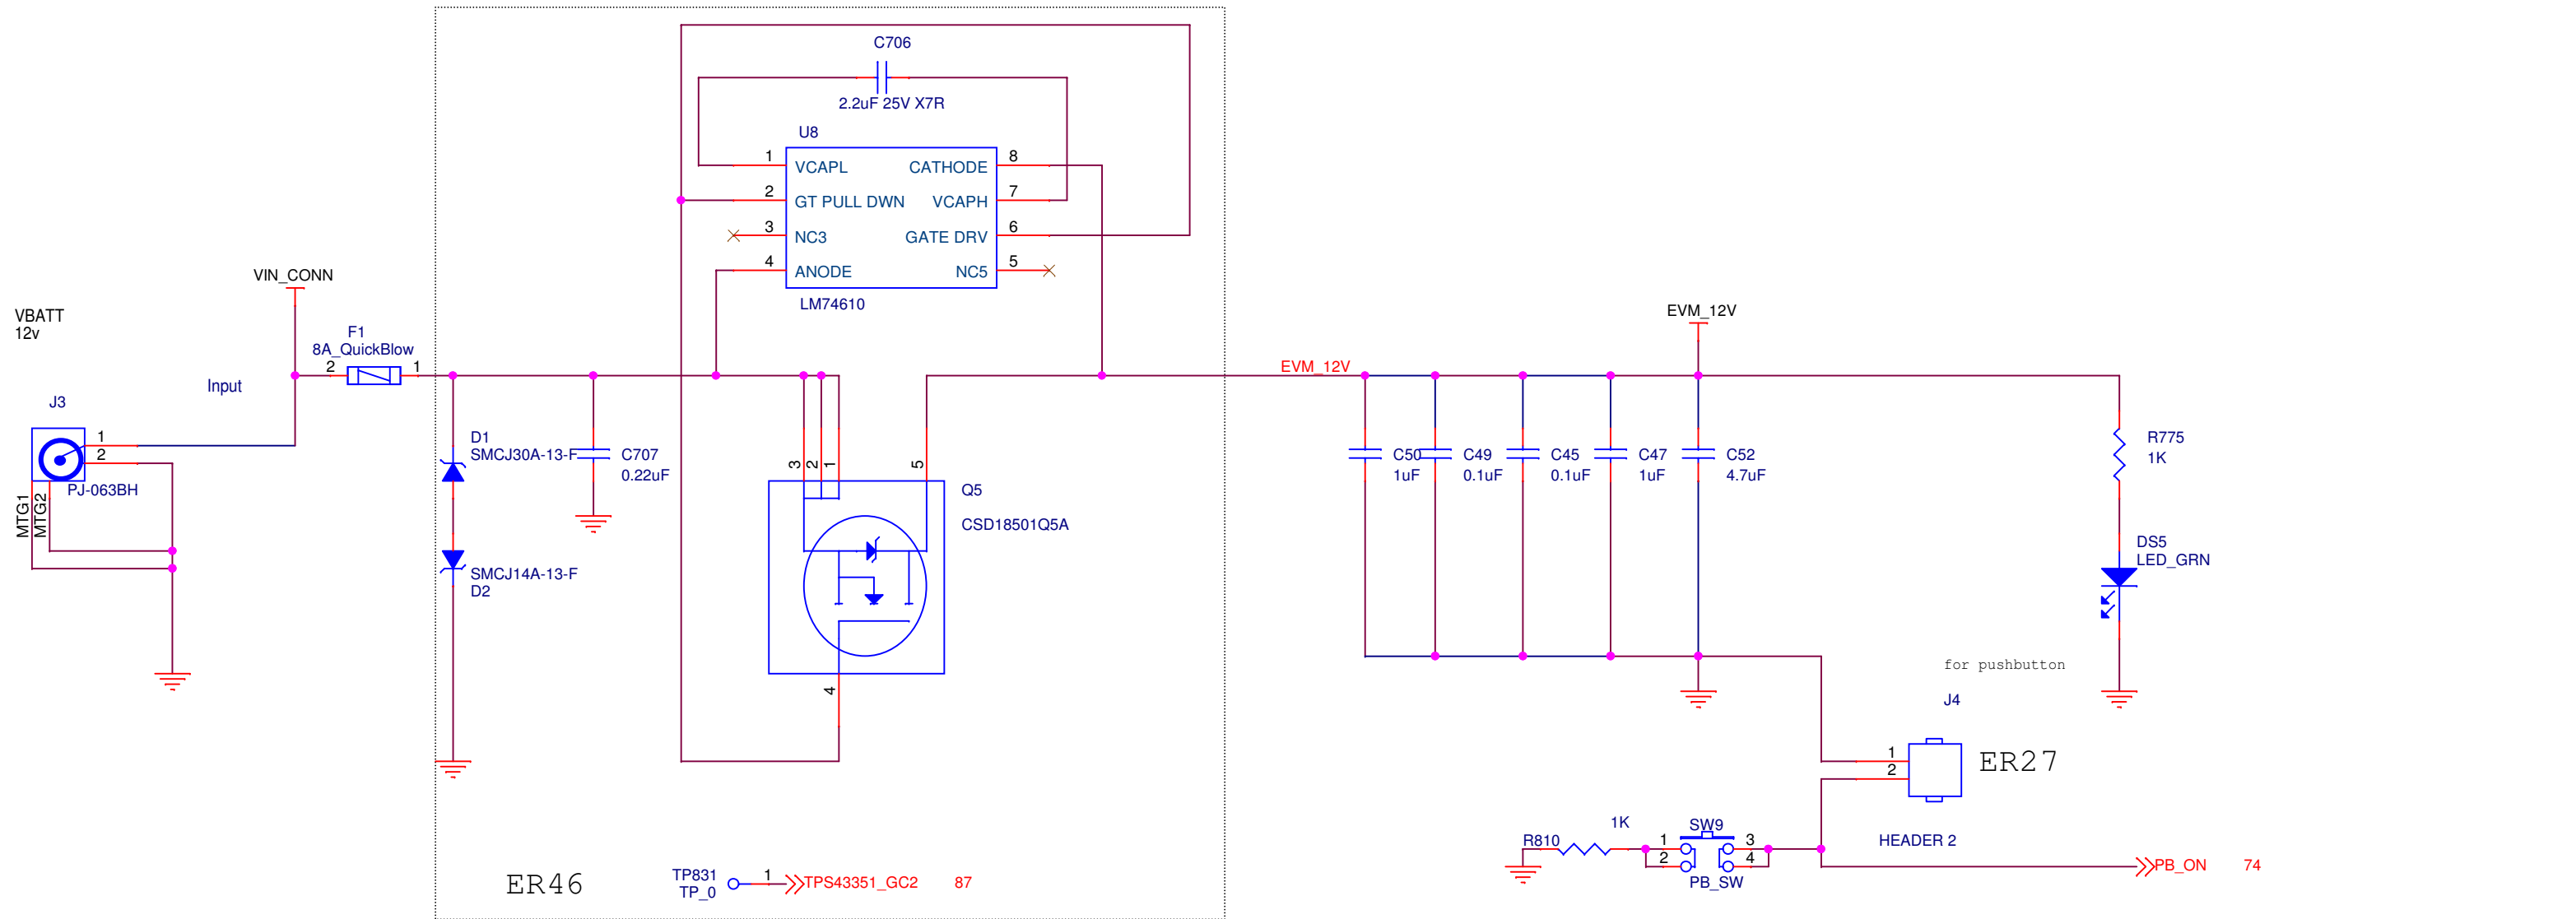 C706
2.2uF 25V X7R
U8
1
VCAPL
CATHODE
8
2
GT PULL DWN
VCAPH
7
3
NC3
GATE DRV
6
4
ANODE
NC5
5
LM74610
VIN_CONN
VBATT
12v
F1
8A_QuickBlow
2
1
Input
EVM_12V
EVM_12V
J3
1
2
PJ-063BH
MTG1
MTG2
D1
SMCJ30A-13-F
C707
0.22uF
SMCJ14A-13-F
D2
3
2
1
5
Q5
CSD18501Q5A
4
C50
1uF
C49
0.1uF
C45
0.1uF
C47
1uF
C52
4.7uF
R775
1K
DS5
LED_GRN
for pushbutton
J4
1
2
ER27
HEADER 2
R810
1K
SW9
1
2
3
4
PB_SW
PB_ON
74
ER46
TP831
TP_0
1
TPS43351_GC2
87